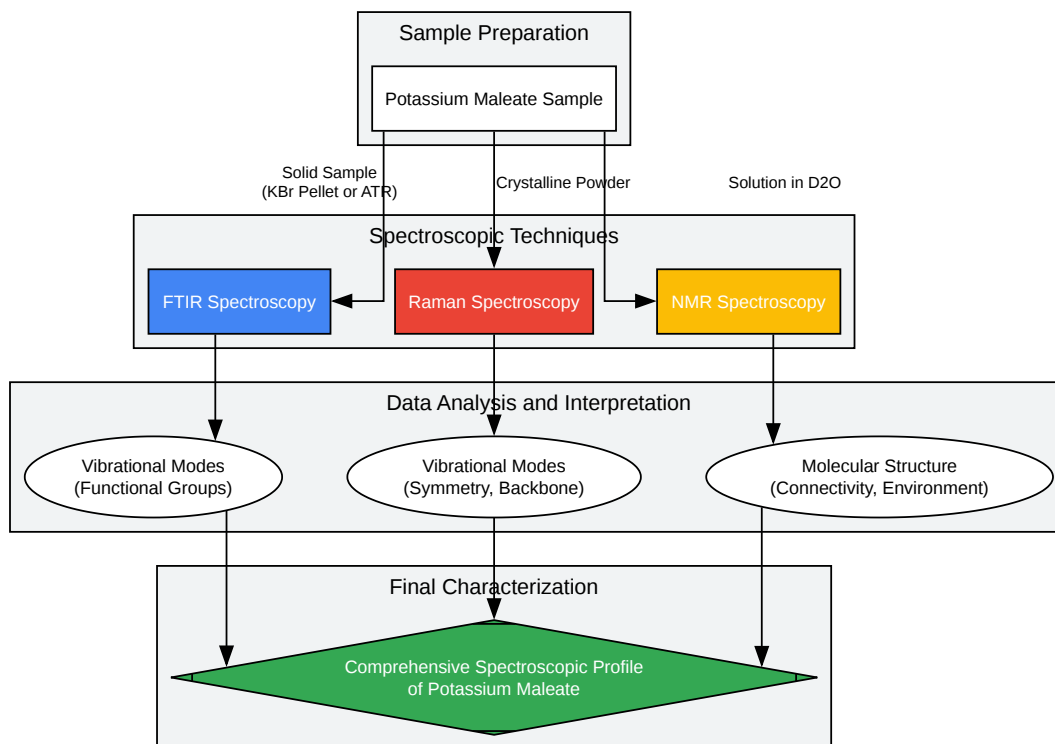 Sample Preparation
Potassium Maleate Sample
Solid Sample
(KBr Pellet or ATR)
Crystalline Powder
Solution in D2O
Spectroscopic Techniques
FTIR Spectroscopy
Raman Spectroscopy
NMR Spectroscopy
Data Analysis and Interpretation
Vibrational Modes
(Functional Groups)
Vibrational Modes
(Symmetry, Backbone)
Molecular Structure
(Connectivity, Environment)
Final Characterization
Comprehensive Spectroscopic Profile
of Potassium Maleate